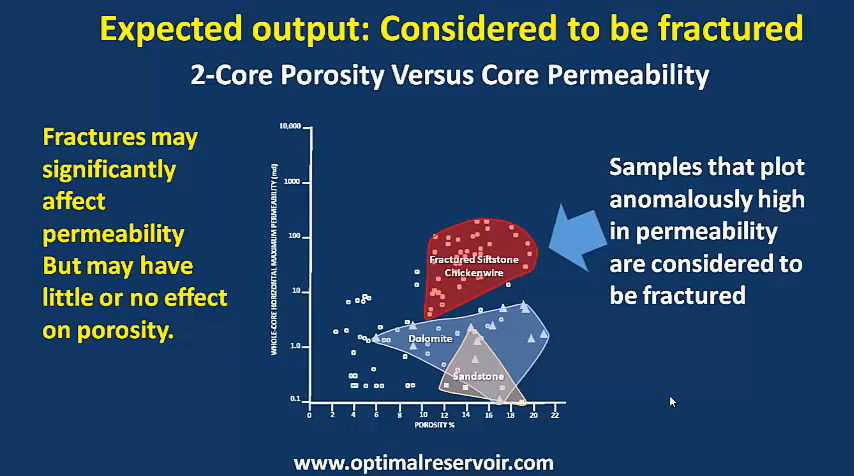 Expected output: Considered to be fractured
2-Core Porosity Versus Core Permeability
Fractures may
significantly
affect
permeability
But may have
little or no effect
on porosity.
WHOLE-CORE HORIZONTAL MAXIMUM PERMEABILITY (md)
10,000
1000
100
10
1.0
0.1
Fractured Siltstone
Chickenwire
Dolomite
Sandstone
0 2 4 6 8 10 12 14 16 18 20 22
POROSITY %
Samples that plot
anomalously high
in permeability
are considered to
be fractured
www.optimalreservoir.com